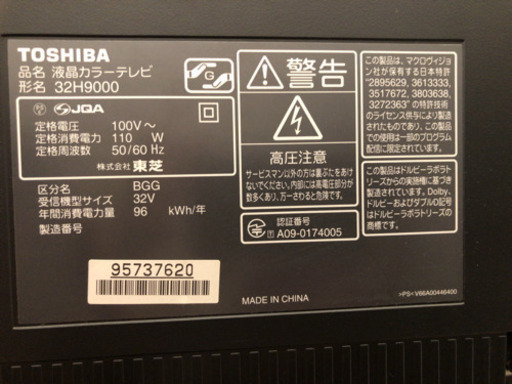 TOSHIBA
品名 液晶カラーテレビ
形名 32H9000
JQA
定格電圧 100V～
定格消費電力 110 W
定格周波数 50/60 Hz
株式会社 東芝
区分名 BGG
受信機型サイズ 32V
年間消費電力量 96 kWh/年
製造番号
95737620
G
警告
高圧注意
サービスマン以外の方は裏ぶたをあけ
ないでください。内部には高電圧部分が
数多くあり、万一さわると危険です。
認証番号
T A09-0174005
MADE IN CHINA
この製品は、マクロヴィジョ
ン社が保有する日本特許
"2895629、3613333、
3517672、3803638、
3272363"の特許技術
のライセンス供与により作
られたものであり、このこと
で使用は一部のプログラム
配信に限定されています。
この製品はドルビーラボラトリ
ーズからの実施権に基づき製
造されています。Dolby、
ドルビーおよびダブルD記号
はドルビーラボラトリーズの
商標です。
>PS< V66A00446400